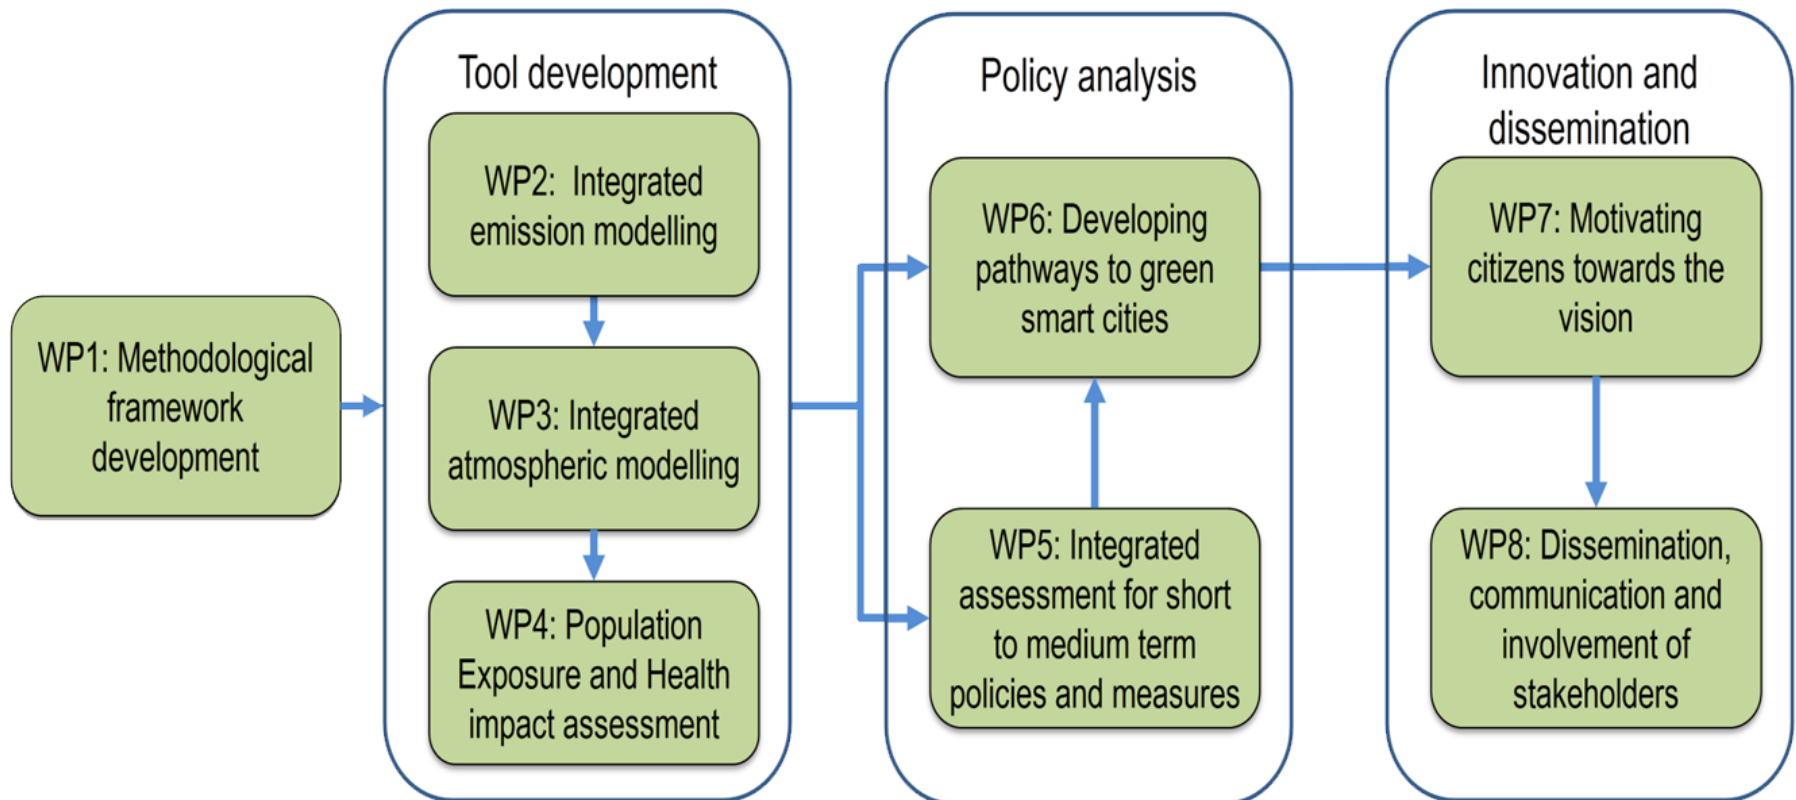 WP1: Methodological
framework
development
Tool development
WP2: Integrated
emission modelling
WP3: Integrated
atmospheric modelling
WP4: Population
Exposure and Health
impact assessment
Policy analysis
WP6: Developing
pathways to green
smart cities
WP5: Integrated
assessment for short
to medium term
policies and measures
Innovation and
dissemination
WP7: Motivating
citizens towards the
vision
WP8: Dissemination,
communication and
involvement of
stakeholders